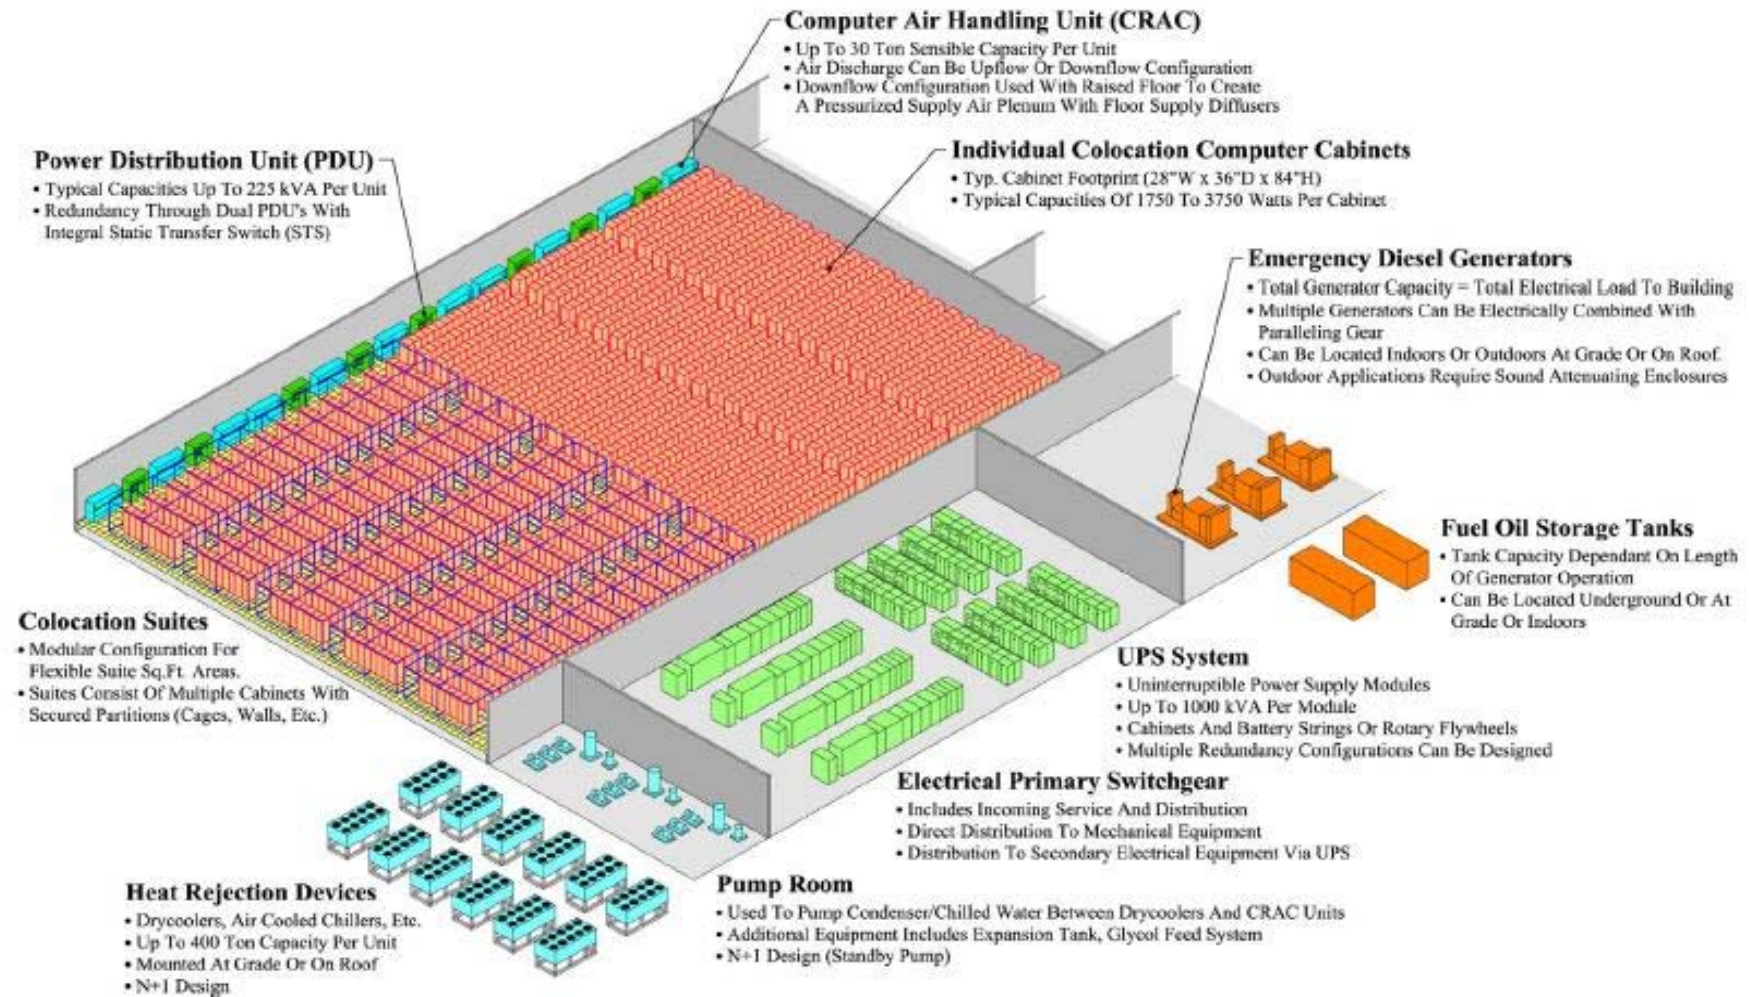 Computer Air Handling Unit (CRAC)
• Up To 30 Ton Sensible Capacity Per Unit
• Air Discharge Can Be Upflow Or Downflow Configuration
• Downflow Configuration Used With Raised Floor To Create
A Pressurized Supply Air Plenum With Floor Supply Diffusers
Power Distribution Unit (PDU)
• Typical Capacities Up To 225 kVA Per Unit
• Redundancy Through Dual PDU's With
Integral Static Transfer Switch (STS)
Individual Colocation Computer Cabinets
• Typ. Cabinet Footprint (28"W x 36"D x 84"H)
• Typical Capacities Of 1750 To 3750 Watts Per Cabinet
Emergency Diesel Generators
• Total Generator Capacity = Total Electrical Load To Building
• Multiple Generators Can Be Electrically Combined With
Paralleling Gear
• Can Be Located Indoors Or Outdoors At Grade Or On Roof.
• Outdoor Applications Require Sound Attenuating Enclosures
Fuel Oil Storage Tanks
• Tank Capacity Dependant On Length
Of Generator Operation
• Can Be Located Underground Or At
Grade Or Indoors
Colocation Suites
• Modular Configuration For
Flexible Suite Sq.Ft. Areas.
• Suites Consist Of Multiple Cabinets With
Secured Partitions (Cages, Walls, Etc.)
UPS System
• Uninterruptible Power Supply Modules
• Up To 1000 kVA Per Module
• Cabinets And Battery Strings Or Rotary Flywheels
• Multiple Redundancy Configurations Can Be Designed
Electrical Primary Switchgear
• Includes Incoming Service And Distribution
• Direct Distribution To Mechanical Equipment
• Distribution To Secondary Electrical Equipment Via UPS
Pump Room
• Used To Pump Condenser/Chilled Water Between Drycoolers And CRAC Units
• Additional Equipment Includes Expansion Tank, Glycol Feed System
• N+1 Design (Standby Pump)
Heat Rejection Devices
• Drycoolers, Air Cooled Chillers, Etc.
• Up To 400 Ton Capacity Per Unit
• Mounted At Grade Or On Roof
• N+1 Design